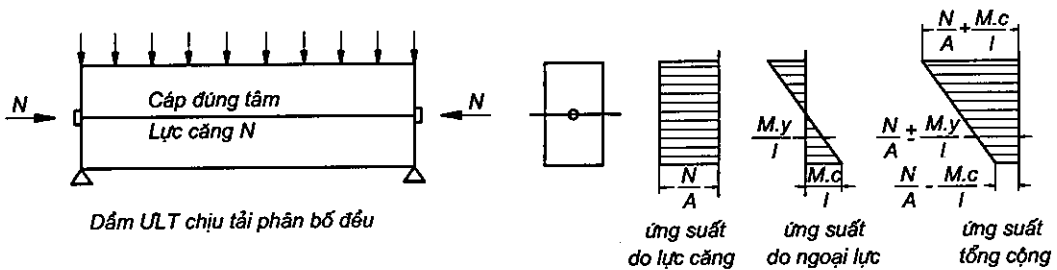 N
Cáp đúng tâm
Lực căng N
N
Dầm ƯLT chịu tải phân bố đều
N/A
ứng suất
do lực căng
M.y/I
M.c/I
ứng suất
do ngoại lực
N/A + M.c/I
N/A ± M.y/I
N/A - M.c/I
ứng suất
tổng cộng